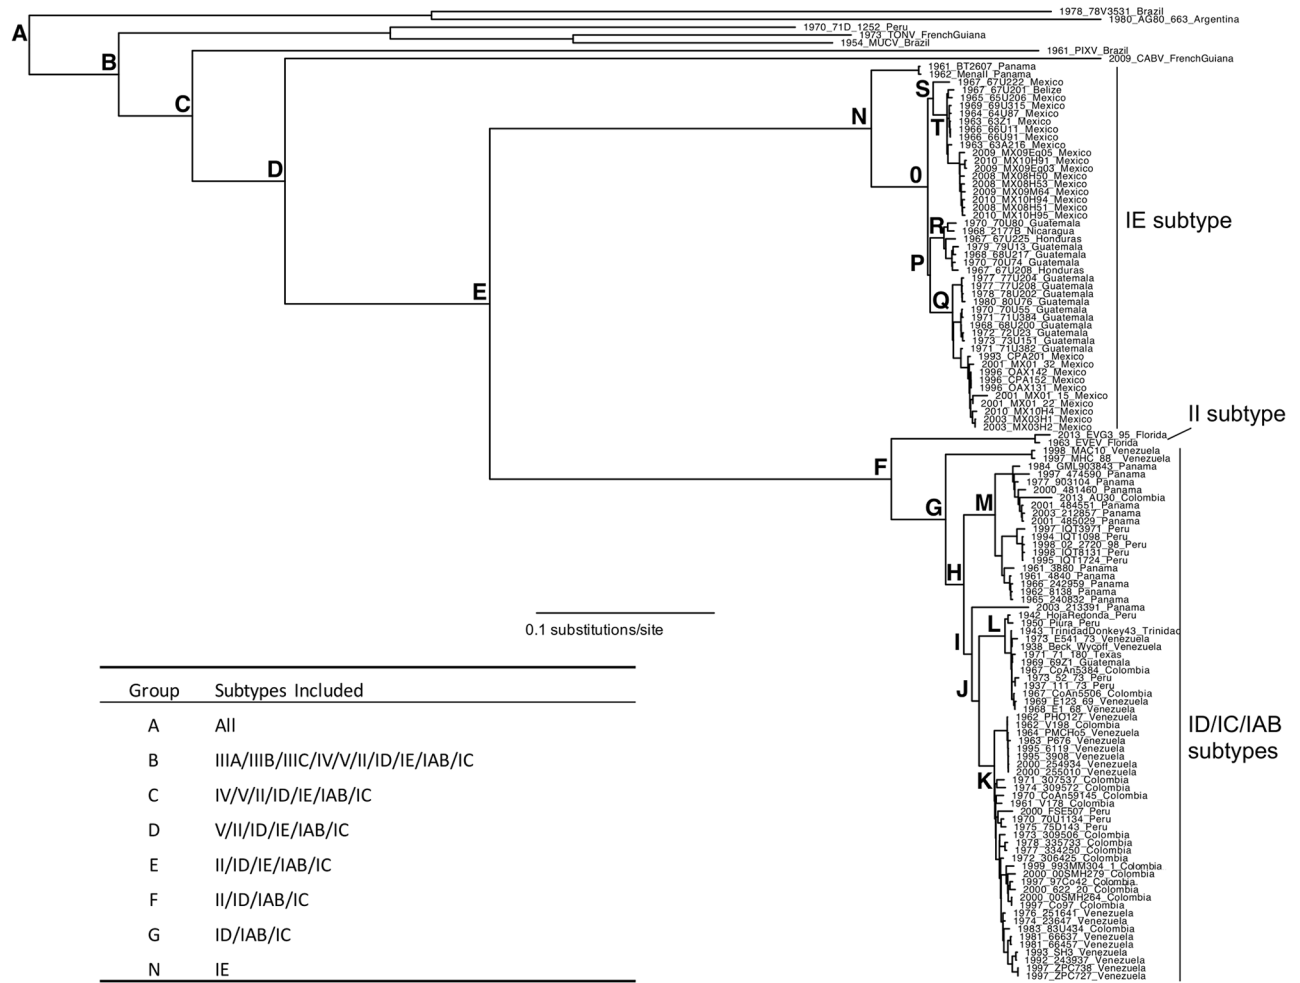 1978_78V3531_Brazil
1980_AG80_663_Argentina
1970_71D_1252_Peru
1973_TONV_FrenchGuiana
1954_MUCV_Brazil
1961_PIXV_Brazil
2009_CABV_FrenchGuiana
1961_BT2607_Panama
1962_MenaII_Panama
1967_67U222_Mexico
1967_67U201_Belize
1965_65U206_Mexico
1969_69U315_Mexico
1964_64U87_Mexico
1963_63Z1_Mexico
1966_66U11_Mexico
1966_66U91_Mexico
1963_63A216_Mexico
2009_MX09Eq05_Mexico
2010_MX10H91_Mexico
2009_MX09Eq03_Mexico
2008_MX08H50_Mexico
2008_MX08H53_Mexico
2009_MX09M64_Mexico
2010_MX10H94_Mexico
2008_MX08H51_Mexico
2010_MX10H95_Mexico
1970_70U80_Guatemala
1968_2177B_Nicaragua
1967_67U225_Honduras
1979_79U13_Guatemala
1968_68U217_Guatemala
1970_70U74_Guatemala
1967_67U208_Honduras
1977_77U204_Guatemala
1977_77U208_Guatemala
1978_78U202_Guatemala
1980_80U76_Guatemala
1970_70U55_Guatemala
1971_71U384_Guatemala
1968_68U200_Guatemala
1972_72U23_Guatemala
1973_73U151_Guatemala
1971_71U382_Guatemala
1993_CPA201_Mexico
2001_MX01_32_Mexico
1996_OAX142_Mexico
1996_CPA152_Mexico
1996_OAX131_Mexico
2001_MX01_15_Mexico
2001_MX01_22_Mexico
2010_MX10H4_Mexico
2003_MX03H1_Mexico
2003_MX03H2_Mexico
2013_EVG3_95_Florida
1963_EVEV_Florida
1998_MAC10_Venezuela
1997_MHC_88__Venezuela
1984_GML903843_Panama
1997_474590_Panama
1977_903104_Panama
2000_481460_Panama
2013_AU30_Colombia
2001_484551_Panama
2003_212857_Panama
2001_485029_Panama
1997_IQT3971_Peru
1994_IQT1098_Peru
1998_02_2720_98_Peru
1998_IQT8131_Peru
1995_IQT1724_Peru
1961_3880_Panama
1961_4840_Panama
1966_242959_Panama
1962_8138_Panama
1965_240832_Panama
2003_213391_Panama
1942_HojaRedonda_Peru
1950_Piura_Peru
1943_TrinidadDonkey43_Trinidad
1973_E541_73_Venezuela
1938_Beck_Wycoff_Venezuela
1971_71_180_Texas
1969_69Z1_Guatemala
1967_CoAn5384_Colombia
1973_52_73_Peru
1937_111_73_Peru
1967_CoAn5506_Colombia
1969_E123_69_Venezuela
1968_E1_68_Venezuela
1962_PHO127_Venezuela
1962_V198_Colombia
1964_PMCHo5_Venezuela
1963_P676_Venezuela
1995_6119_Venezuela
1995_3908_Venezuela
2000_254934_Venezuela
2000_255010_Venezuela
1971_307537_Colombia
1974_309572_Colombia
1970_CoAn59145_Colombia
1961_V178_Colombia
2000_FSE507_Peru
1970_70U1134_Peru
1975_75D143_Peru
1973_309506_Colombia
1978_335733_Colombia
1977_334250_Colombia
1972_306425_Colombia
1999_993MM304_1_Colombia
2000_00SMH279_Colombia
1997_97Co42_Colombia
2000_622_20_Colombia
2000_00SMH264_Colombia
1997_Co97_Colombia
1976_251641_Venezuela
1974_23647_Venezuela
1983_83U434_Colombia
1981_66637_Venezuela
1981_66457_Venezuela
1993_SH3_Venezuela
1992_243937_Venezuela
1997_ZPC738_Venezuela
1997_ZPC727_Venezuela
A
B
C
D
E
N
S
T
0
R
P
Q
F
G
M
H
L
I
J
K
IE subtype
II subtype
ID/IC/IAB
subtypes
0.1 substitutions/site
Group Subtypes Included
A All
B IIIA/IIIB/IIIC/IV/V/II/ID/IE/IAB/IC
C IV/V/II/ID/IE/IAB/IC
D V/II/ID/IE/IAB/IC
E II/ID/IE/IAB/IC
F II/ID/IAB/IC
G ID/IAB/IC
N IE